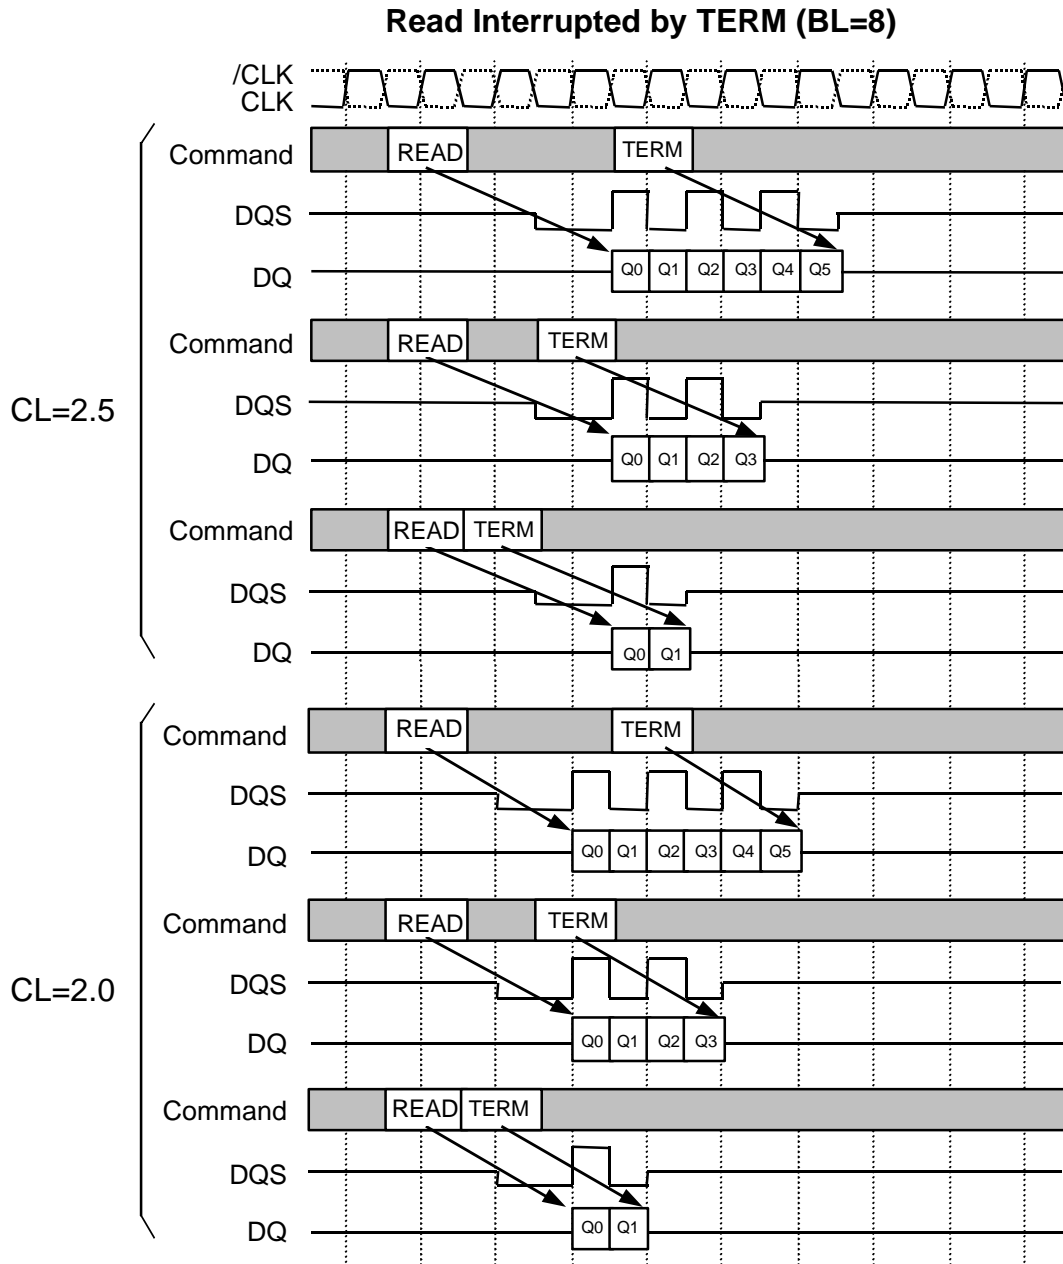 Read Interrupted by TERM (BL=8)
/CLK
CLK
Command READ TERM
DQS
DQ Q0 Q1 Q2 Q3 Q4 Q5
Command READ TERM
CL=2.5 DQS
DQ Q0 Q1 Q2 Q3
Command READ TERM
DQS
DQ Q0 Q1
Command READ TERM
DQS
DQ Q0 Q1 Q2 Q3 Q4 Q5
Command READ TERM
CL=2.0 DQS
DQ Q0 Q1 Q2 Q3
Command READ TERM
DQS
DQ Q0 Q1